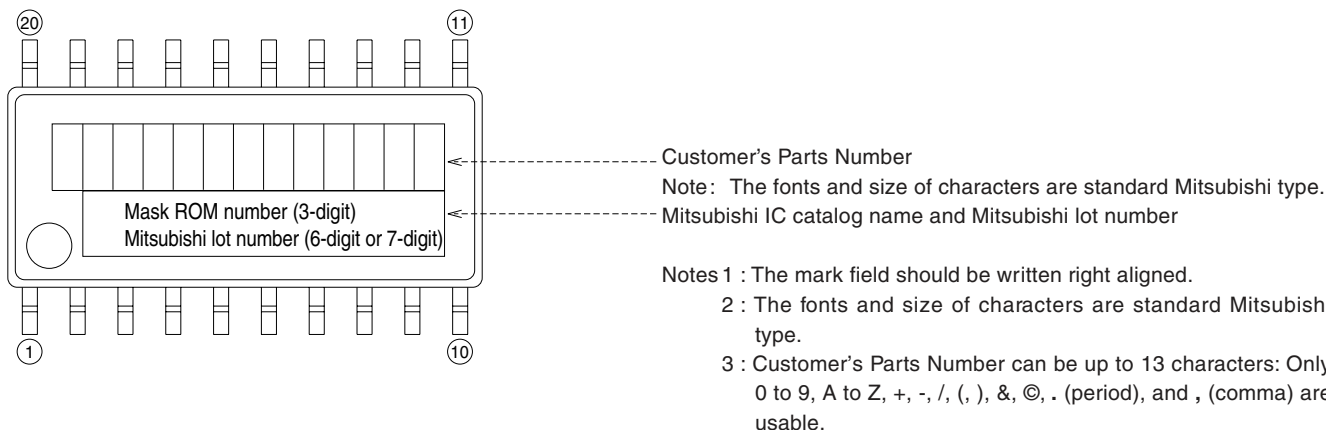 20 11
Customer's Parts Number
Note: The fonts and size of characters are standard Mitsubishi type.
Mask ROM number (3-digit)
Mitsubishi IC catalog name and Mitsubishi lot number
Mitsubishi lot number (6-digit or 7-digit)
Notes 1 : The mark field should be written right aligned.
2 : The fonts and size of characters are standard Mitsubish
type.
1 10
3 : Customer's Parts Number can be up to 13 characters: Only
0 to 9, A to Z, +, -, /, (, ), &, ©, . (period), and , (comma) are
usable.